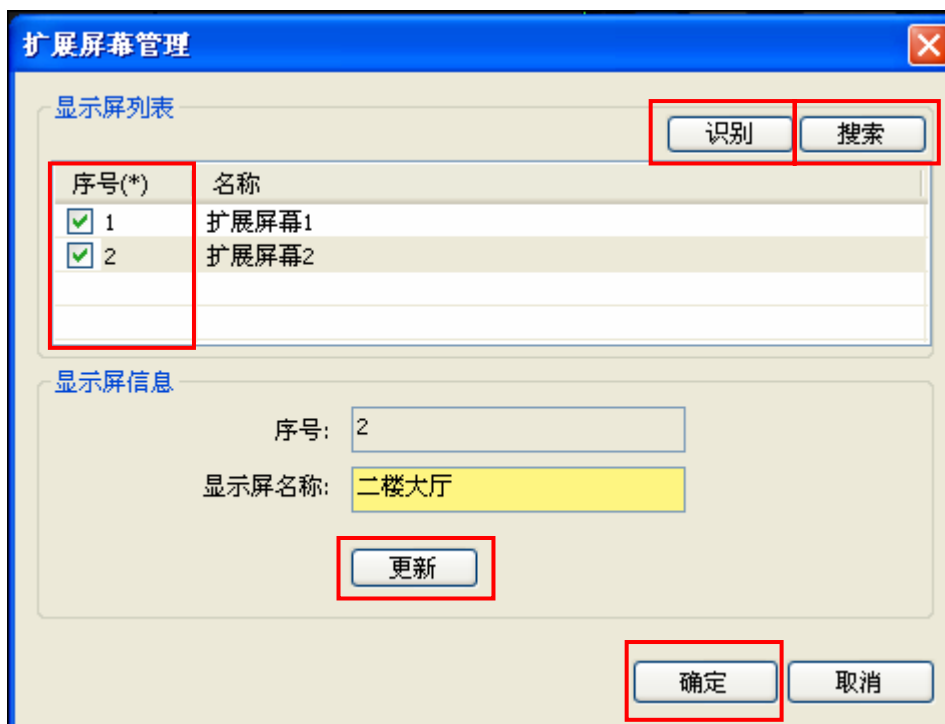 扩展屏幕管理
显示屏列表
识别 搜索
序号(*) 名称
1 扩展屏幕1
2 扩展屏幕2
显示屏信息
序号: 2
显示屏名称: 二楼大厅
更新
确定 取消